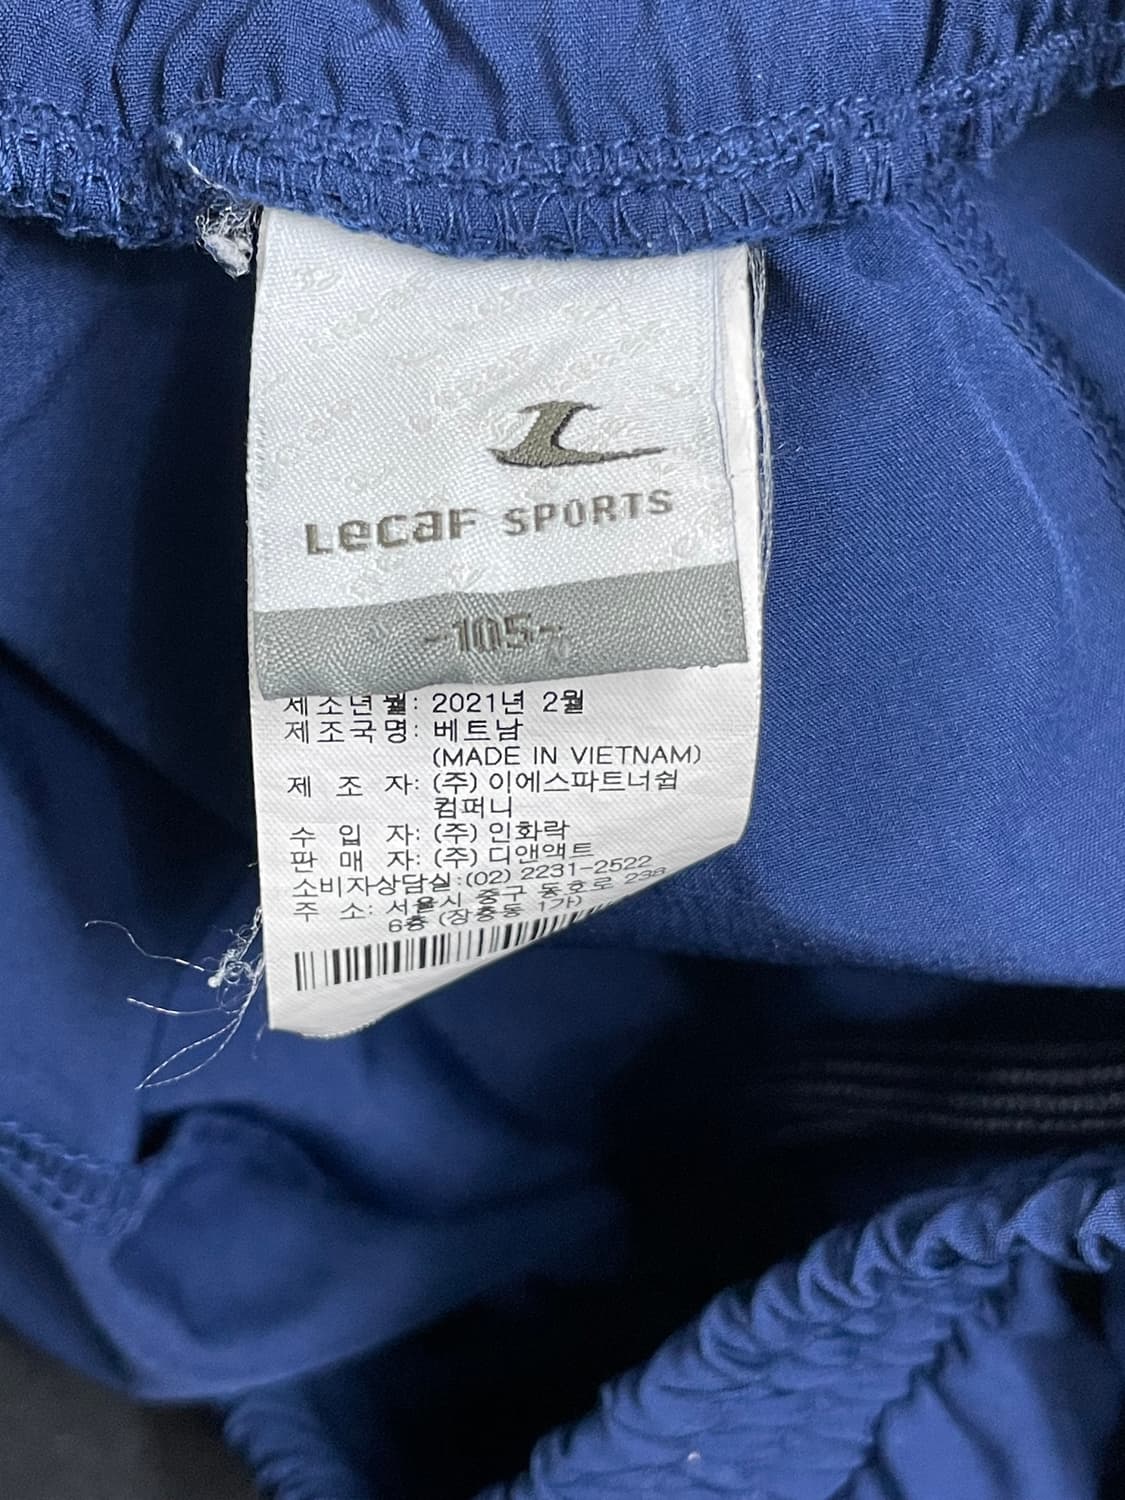 Lecaf SPORTS
-105-
제조년월: 2021년 2월
제조국명: 베트남
(MADE IN VIETNAM)
제 조 자: (주) 이에스파트너쉽
컴퍼니
수 입 자: (주) 인화락
판 매 자: (주) 디앤액트
소비자상담실:(02) 2231-2522
주 소: 서울시 중구 동호로 238
6층 (장충동 1가)